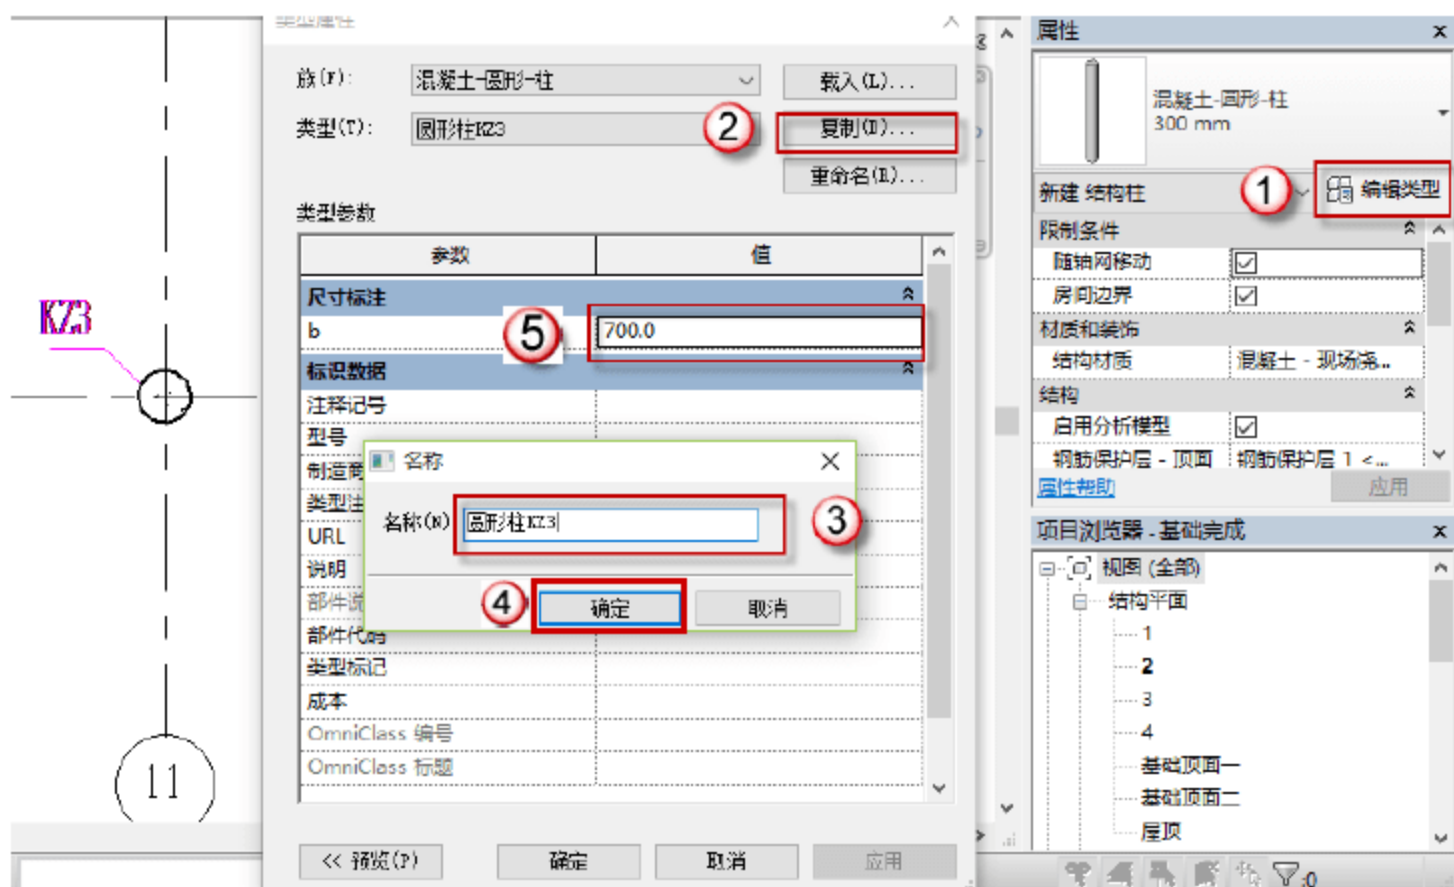 类型属性
族(F):
混凝土-圆形-柱
载入(L)...
类型(T):
圆形柱KZ3
2
复制(D)...
重命名(R)...
类型参数
参数
值
尺寸标注
b
5
700.0
标识数据
注释记号
型号
制造商
类型注
URL
说明
部件说
部件代码
类型标记
成本
OmniClass 编号
OmniClass 标题
<< 预览(P)
确定
取消
应用
名称
名称(N)
圆形柱KZ3
3
4
确定
取消
KZ3
11
属性
混凝土-圆形-柱
300 mm
新建 结构柱
1
编辑类型
限制条件
随轴网移动
房间边界
材质和装饰
结构材质
混凝土 - 现场浇...
结构
启用分析模型
钢筋保护层 - 顶面
钢筋保护层 1 <...
属性帮助
应用
项目浏览器 - 基础完成
视图 (全部)
结构平面
1
2
3
4
基础顶面一
基础顶面二
屋顶
:0